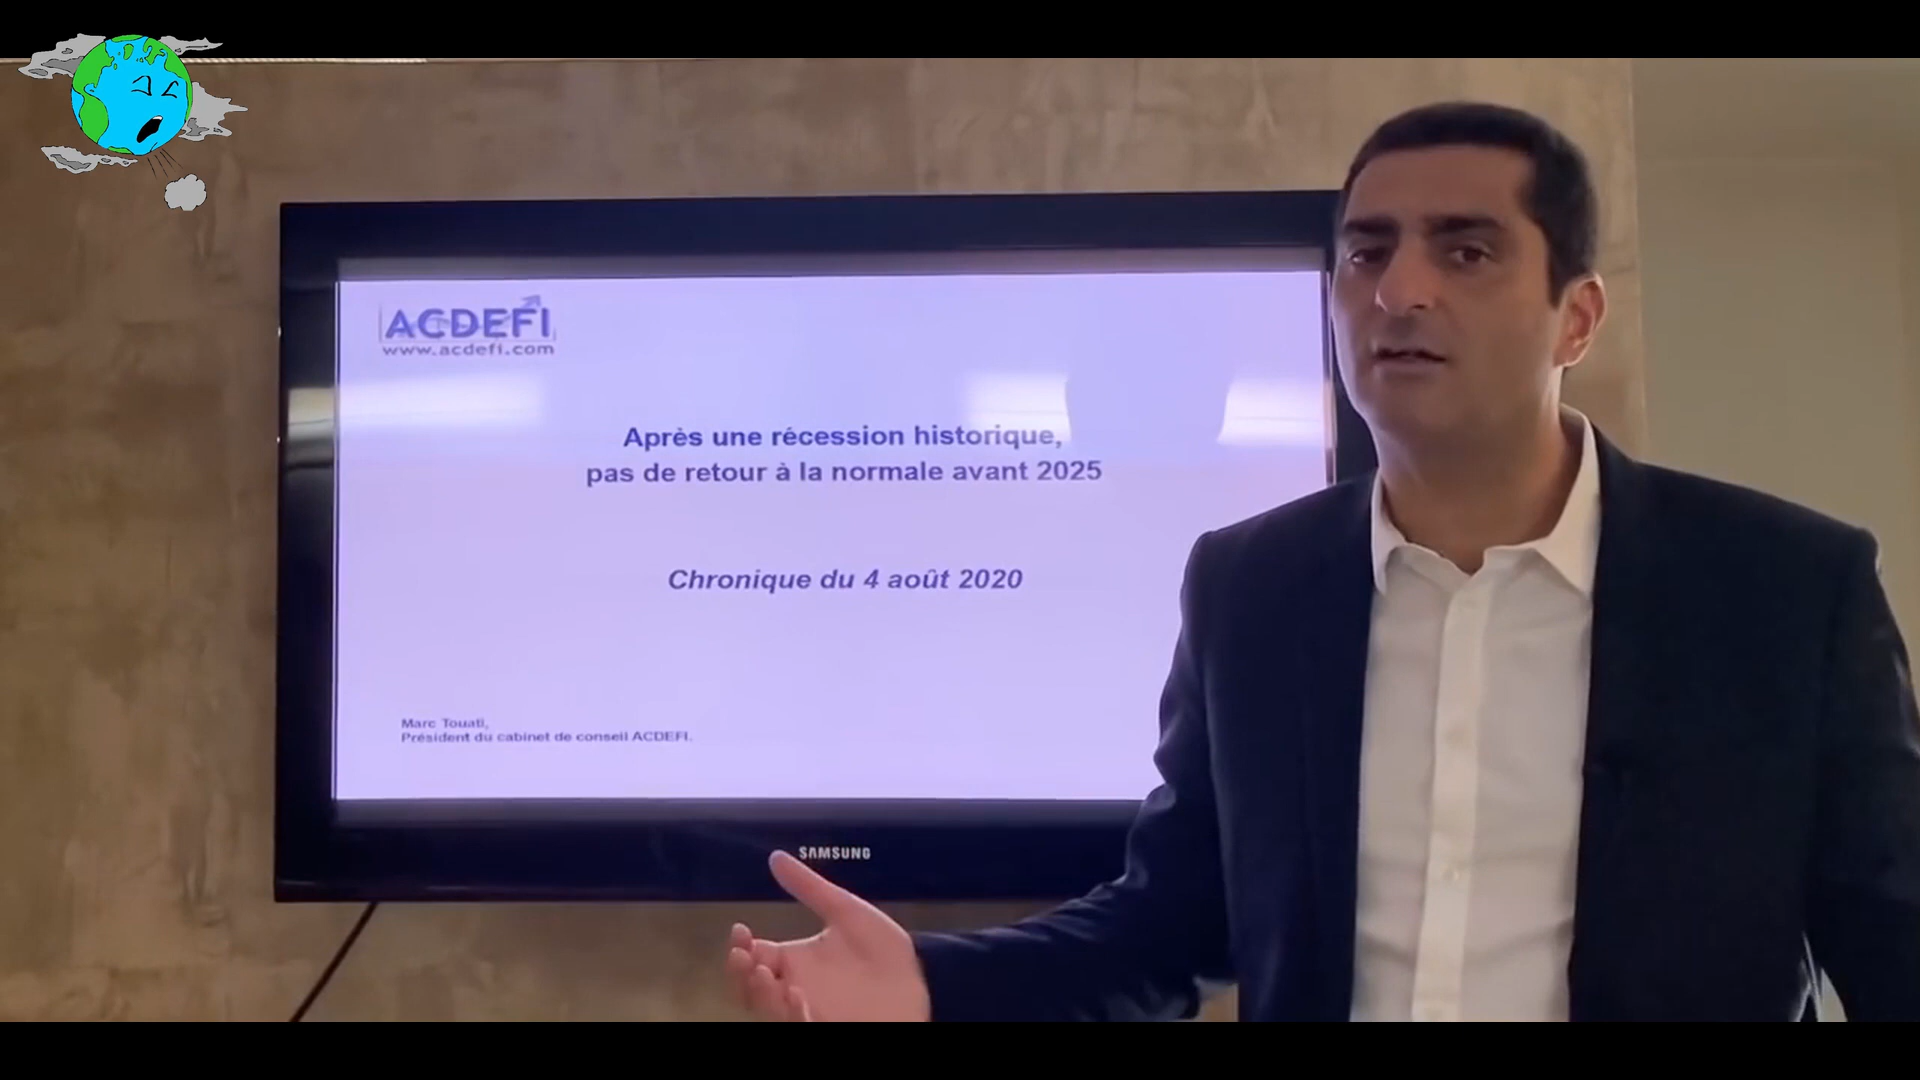 ACDEFI
www.acdefi.com
Après une récession historique,
pas de retour à la normale avant 2025
Chronique du 4 août 2020
Marc Touati,
Président du cabinet de conseil ACDEFI.
SAMSUNG